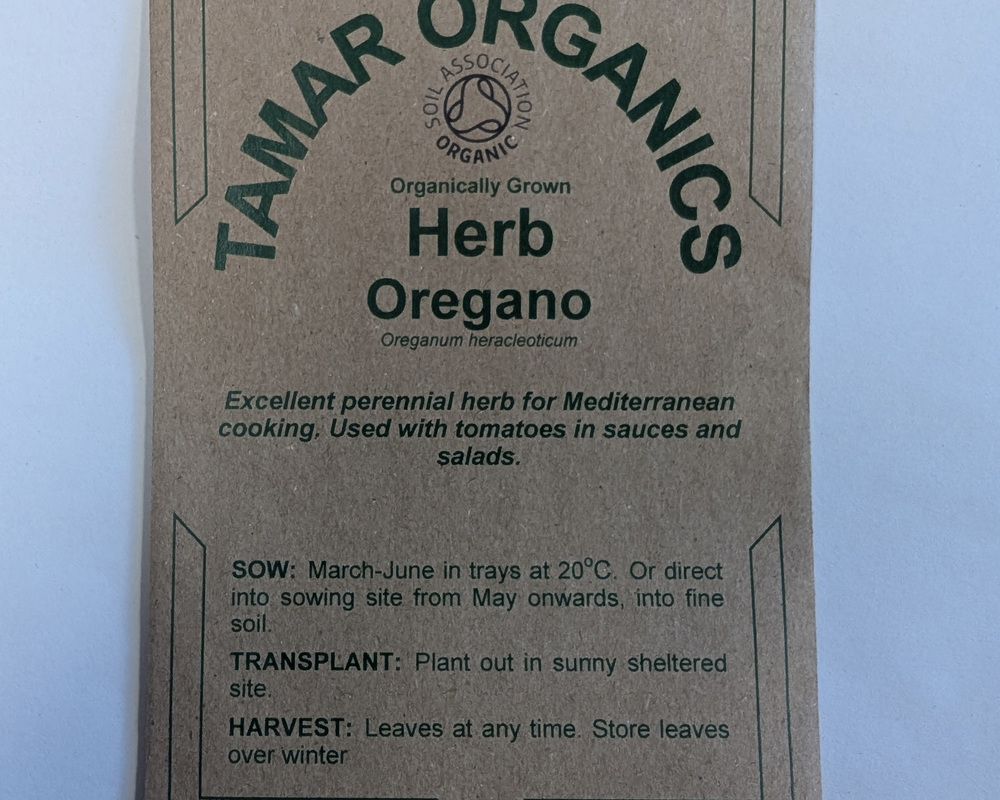 TAMAR ORGANICS
SOIL ASSOCIATION
ORGANIC
Organically Grown
Herb
Oregano
Oreganum heracleoticum
Excellent perennial herb for Mediterranean
cooking, Used with tomatoes in sauces and
salads.
SOW: March-June in trays at 20°C. Or direct
into sowing site from May onwards, into fine
soil.
TRANSPLANT: Plant out in sunny sheltered
site.
HARVEST: Leaves at any time. Store leaves
over winter